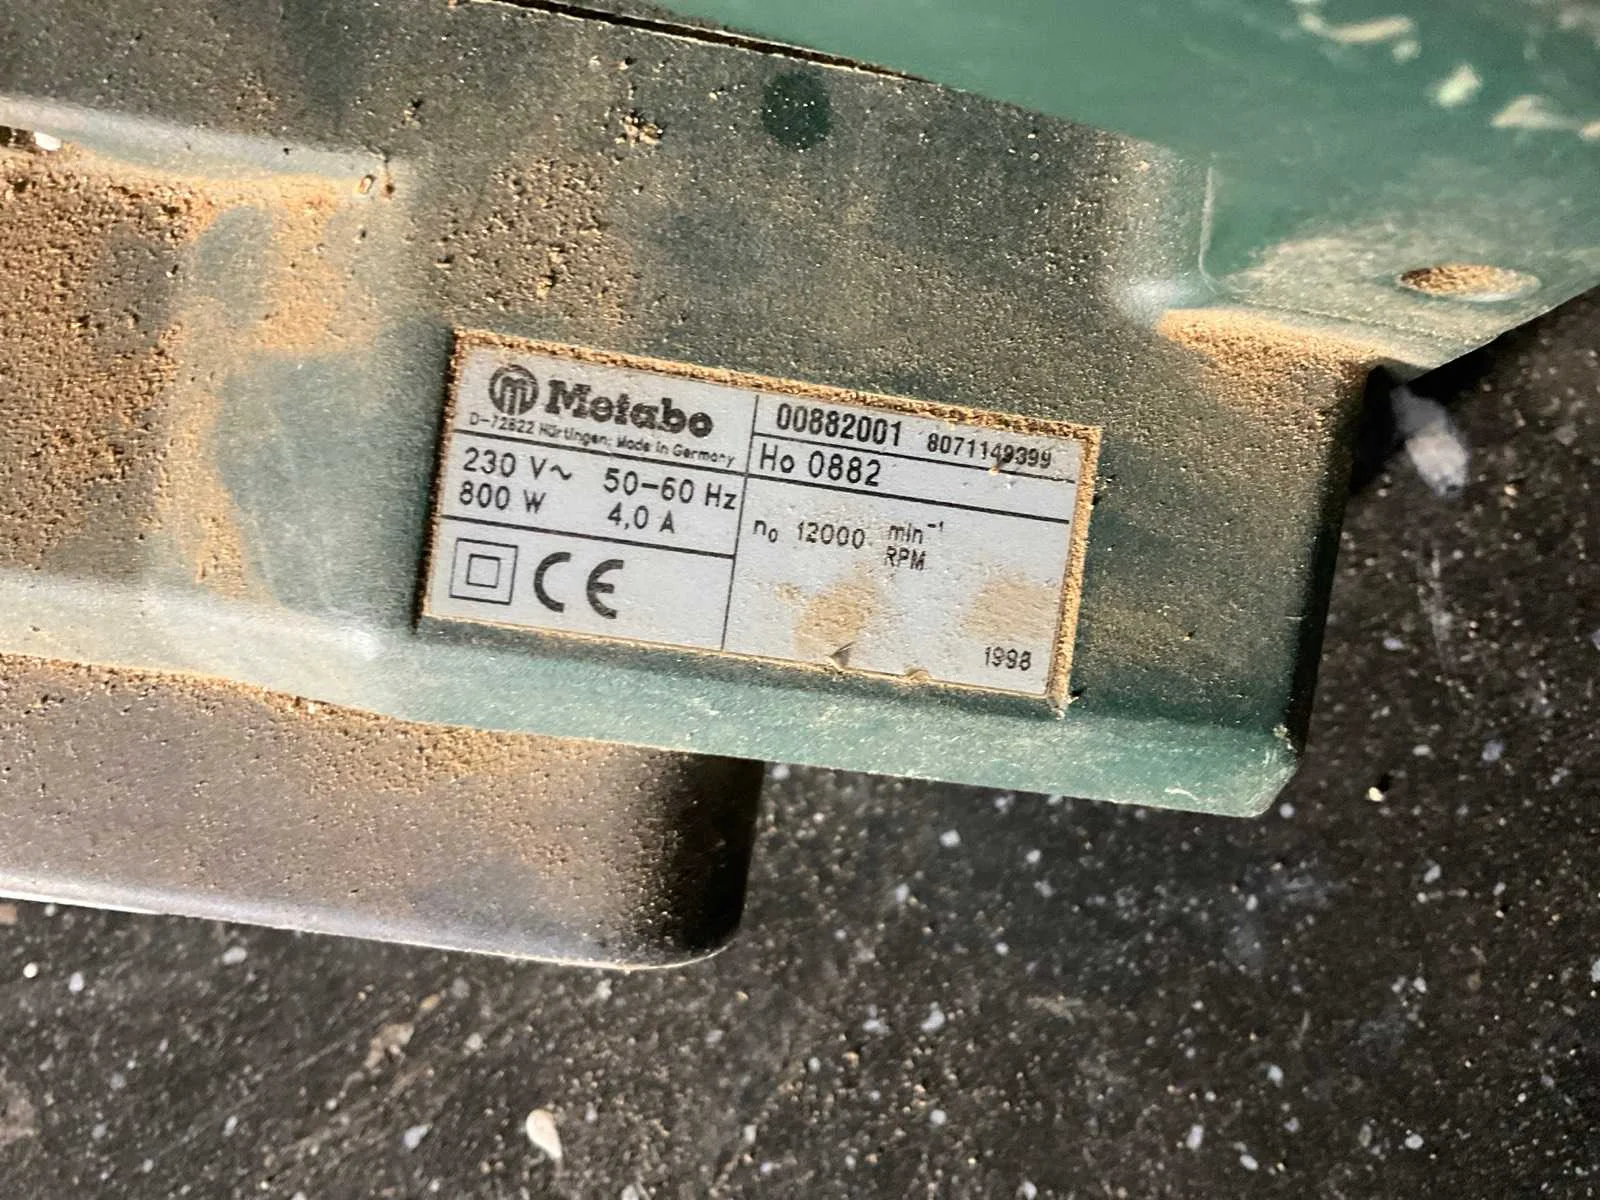 m Metabo
D-72622 Nürtingen; Made in Germany
230 V~ 50-60 Hz
800 W 4,0 A
CE
00882001 8071149399
Ho 0882
n₀ 12000 min⁻¹
RPM
1998